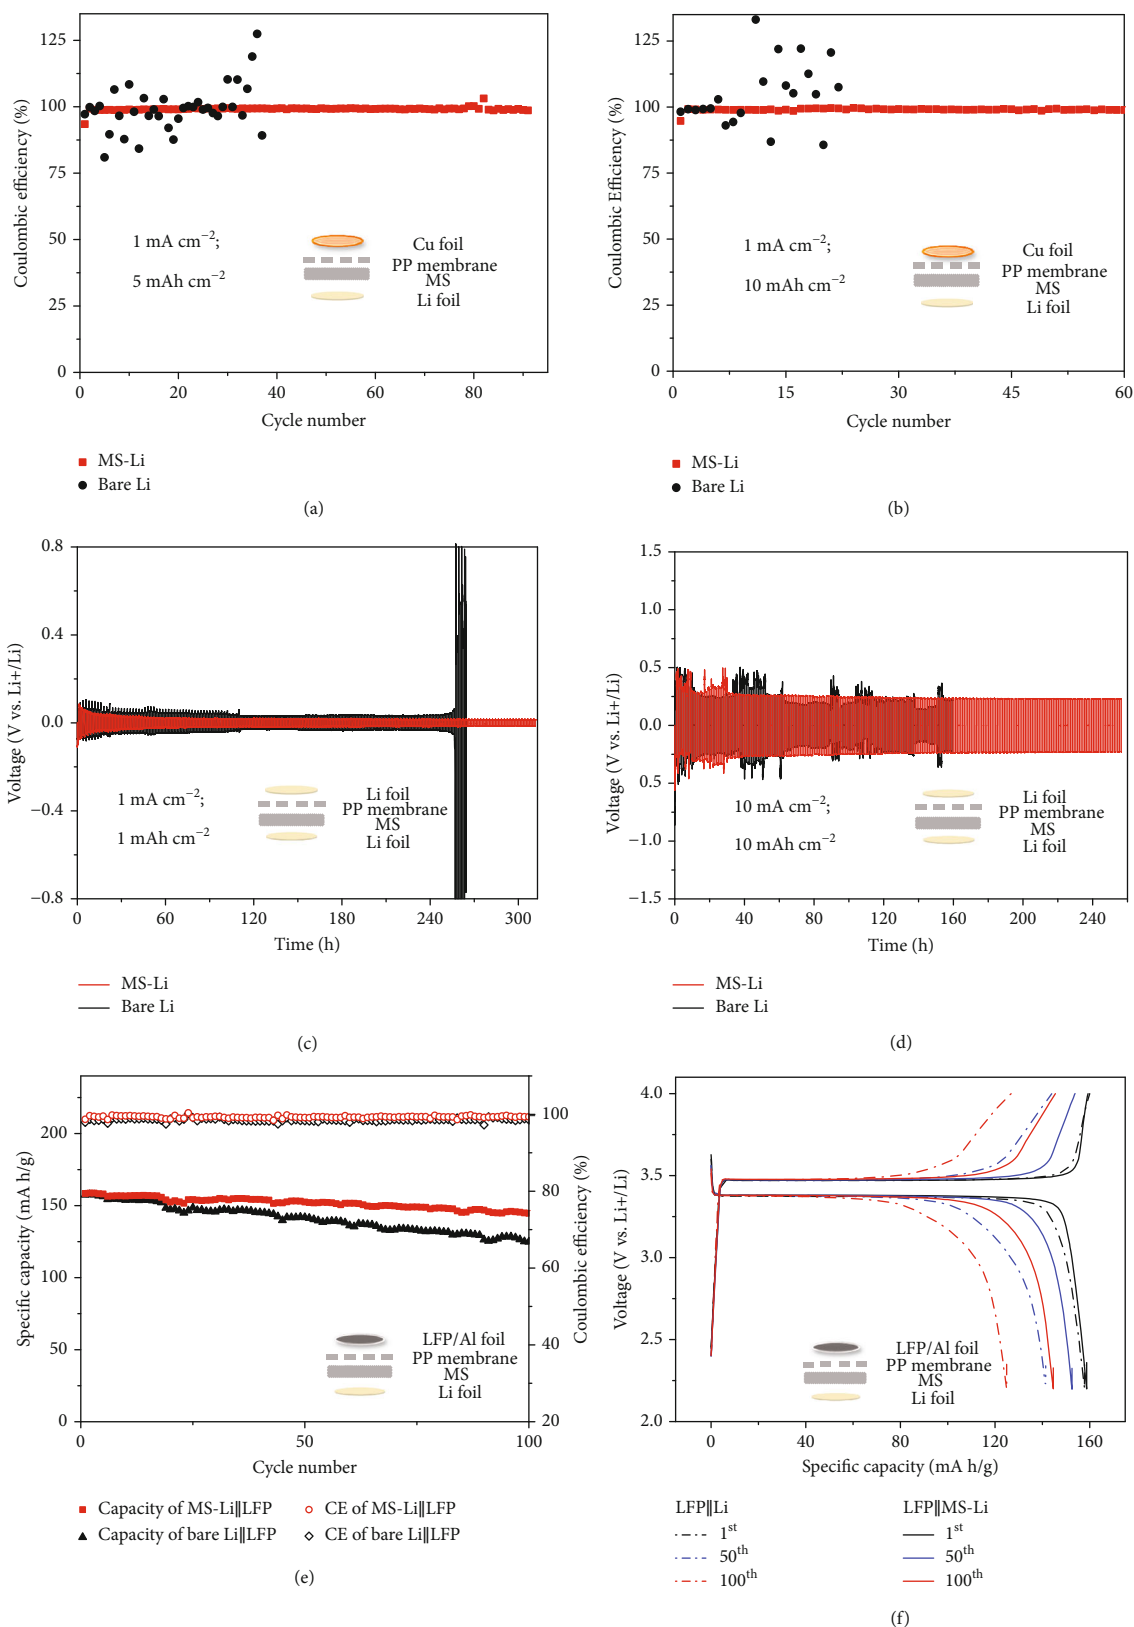 125
100
75
50
25
0
Coulombic efficiency (%)
1 mA cm−2;
5 mAh cm−2
Cu foil
PP membrane
MS
Li foil
0
20
40
60
80
Cycle number
MS-Li
Bare Li
(a)
125
100
75
50
25
0
Coulombic Efficiency (%)
1 mA cm−2;
10 mAh cm−2
Cu foil
PP membrane
MS
Li foil
0
15
30
45
60
Cycle number
MS-Li
Bare Li
(b)
0.8
0.4
0.0
−0.4
−0.8
Voltage (V vs. Li+/Li)
1 mA cm−2;
1 mAh cm−2
Li foil
PP membrane
MS
Li foil
0
60
120
180
240
300
Time (h)
MS-Li
Bare Li
(c)
1.5
1.0
0.5
0.0
0.5
−1.0
−1.5
Voltage (V vs. Li+/Li)
10 mA cm−2;
10 mAh cm−2
Li foil
PP membrane
MS
Li foil
0
40
80
120
160
200
240
Time (h)
MS-Li
Bare Li
(d)
200
150
100
50
0
Specific capacity (mA h/g)
100
80
60
40
20
Coulombic efficiency (%)
LFP/Al foil
PP membrane
MS
Li foil
0
50
100
Cycle number
Capacity of MS-Li||LFP
CE of MS-Li||LFP
Capacity of bare Li||LFP
CE of bare Li||LFP
(e)
4.0
3.5
3.0
2.5
2.0
Voltage (V vs. Li+/Li)
LFP/Al foil
PP membrane
MS
Li foil
0
40
80
120
160
Specific capacity (mA h/g)
LFP||Li
1st
50th
100th
LFP||MS-Li
1st
50th
100th
(f)